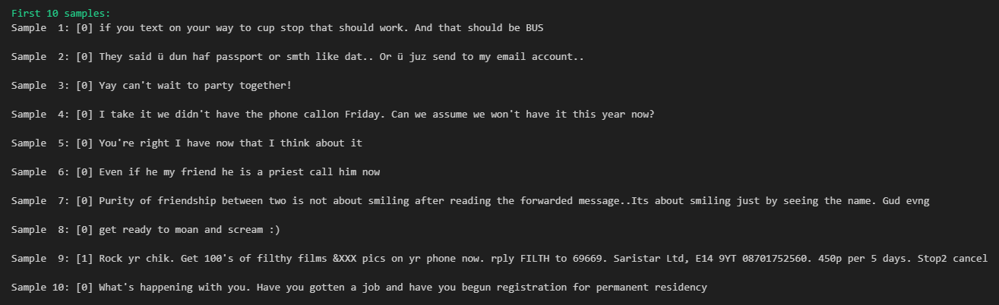 First 10 samples:
Sample  1: [0] if you text on your way to cup stop that should work. And that should be BUS
Sample  2: [0] They said ü dun haf passport or smth like dat.. Or ü juz send to my email account..
Sample  3: [0] Yay can't wait to party together!
Sample  4: [0] I take it we didn't have the phone callon Friday. Can we assume we won't have it this year now?
Sample  5: [0] You're right I have now that I think about it
Sample  6: [0] Even if he my friend he is a priest call him now
Sample  7: [0] Purity of friendship between two is not about smiling after reading the forwarded message..Its about smiling just by seeing the name. Gud evng
Sample  8: [0] get ready to moan and scream :)
Sample  9: [1] Rock yr chik. Get 100's of filthy films &XXX pics on yr phone now. rply FILTH to 69669. Saristar Ltd, E14 9YT 08701752560. 450p per 5 days. Stop2 cancel
Sample 10: [0] What's happening with you. Have you gotten a job and have you begun registration for permanent residency